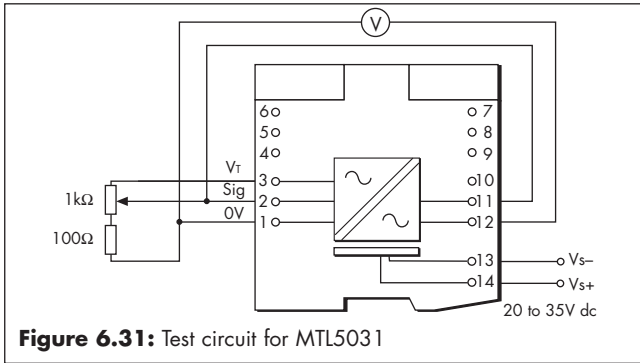 V
6 7
5 8
4 9
VT 3 10
1kΩ Sig 2 11
0V 1 12
100Ω
13 Vs–
14 Vs+
20 to 35V dc
Figure 6.31: Test circuit for MTL5031